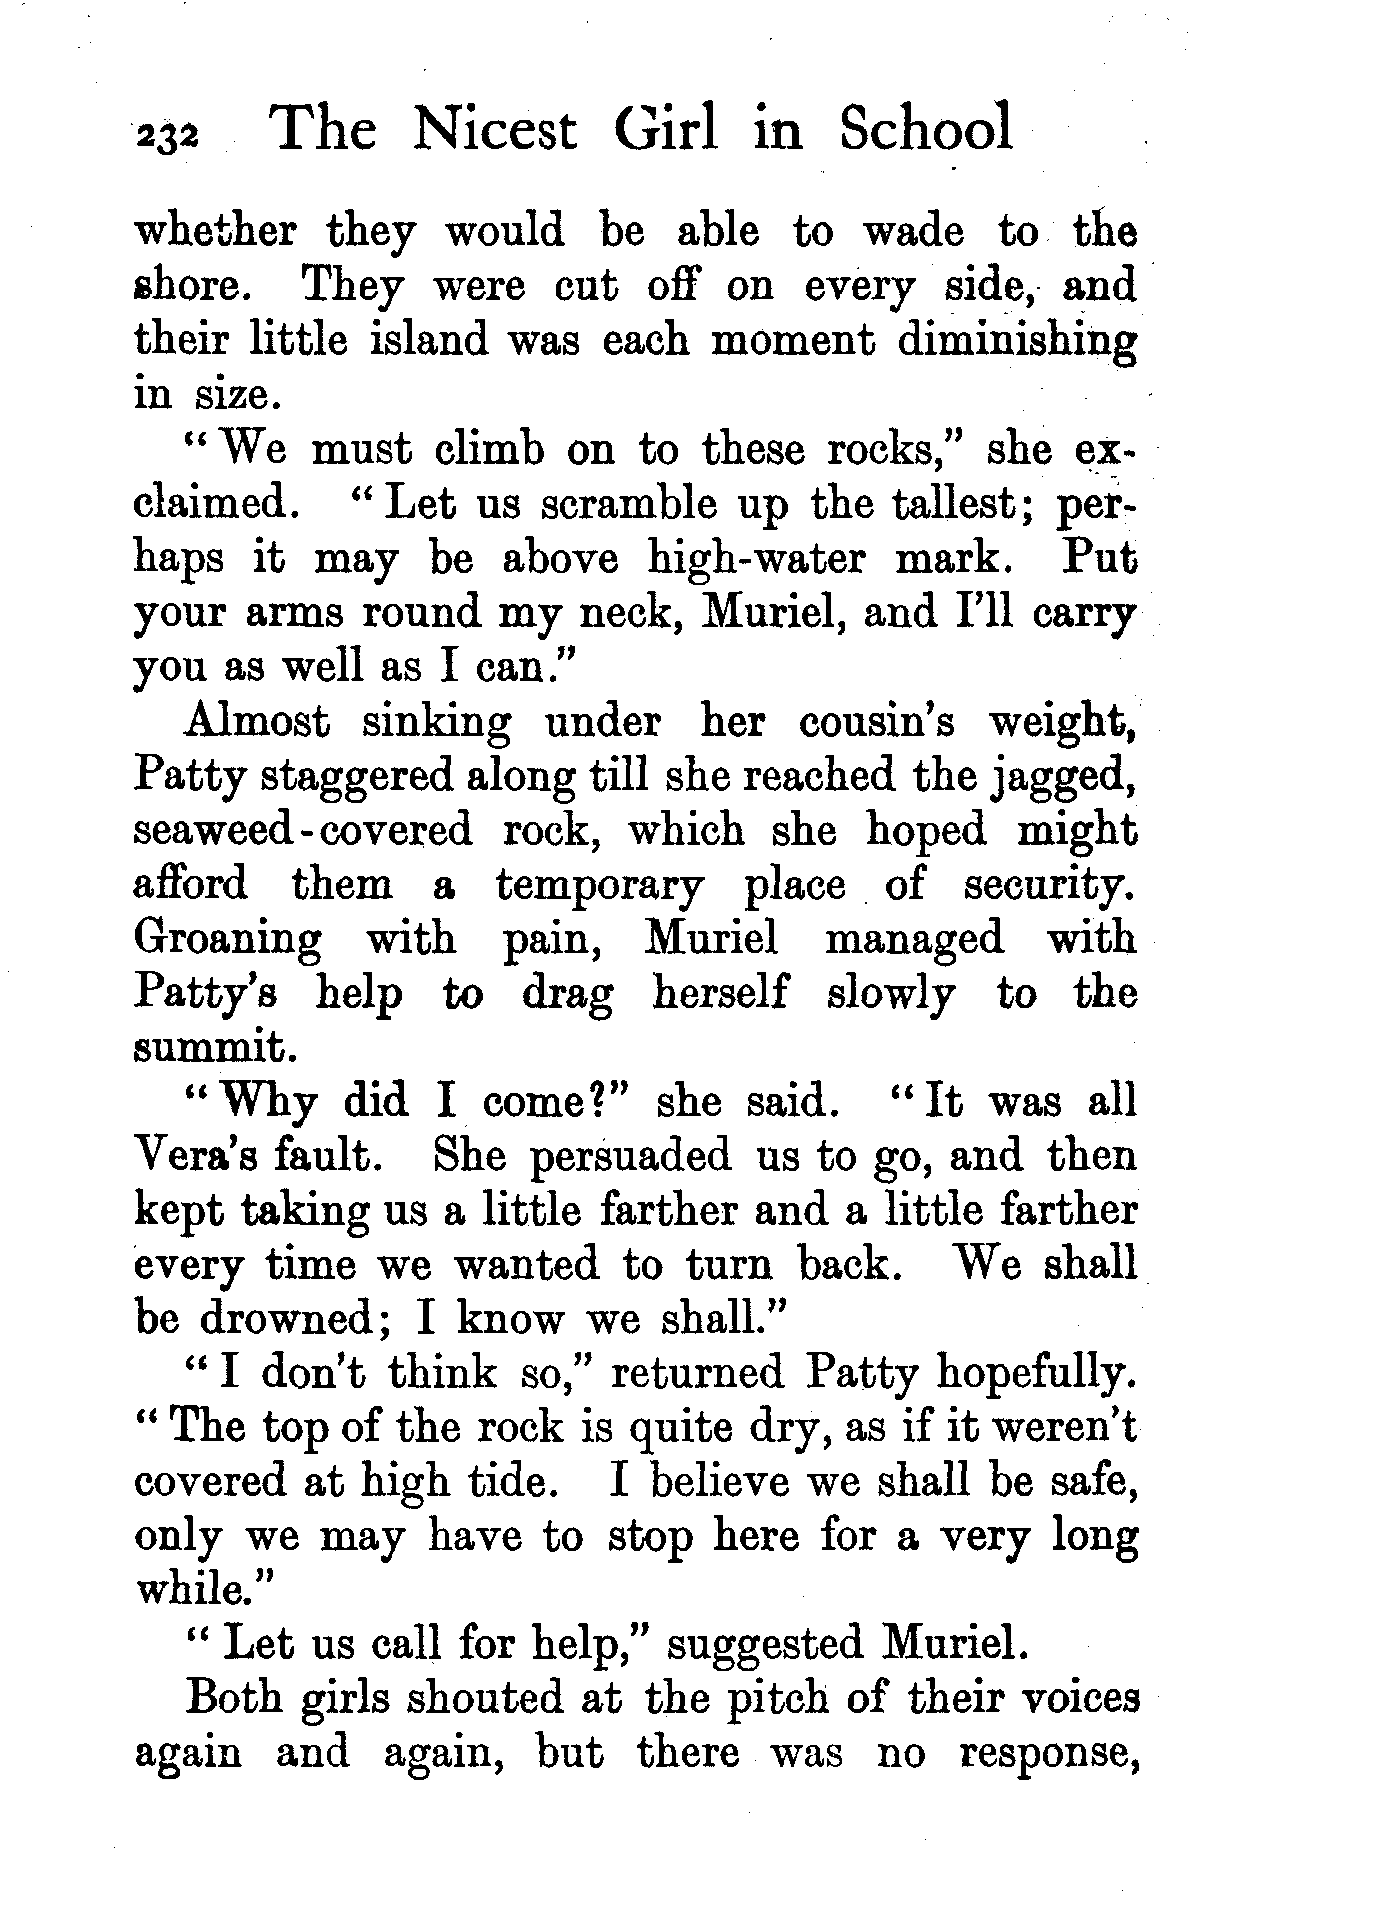 232 The Nicest Girl in School
whether they would be able to wade to the
shore. They were cut off on every side, and
their little island was each moment diminishing
in size.
“We must climb on to these rocks,” she ex-
claimed. “Let us scramble up the tallest; per-
haps it may be above high-water mark. Put
your arms round my neck, Muriel, and I’ll carry
you as well as I can.”
Almost sinking under her cousin’s weight,
Patty staggered along till she reached the jagged,
seaweed-covered rock, which she hoped might
afford them a temporary place of security.
Groaning with pain, Muriel managed with
Patty’s help to drag herself slowly to the
summit.
“Why did I come?” she said. “It was all
Vera’s fault. She persuaded us to go, and then
kept taking us a little farther and a little farther
every time we wanted to turn back. We shall
be drowned; I know we shall.”
“I don’t think so,” returned Patty hopefully.
“The top of the rock is quite dry, as if it weren’t
covered at high tide. I believe we shall be safe,
only we may have to stop here for a very long
while.”
“Let us call for help,” suggested Muriel.
Both girls shouted at the pitch of their voices
again and again, but there was no response,